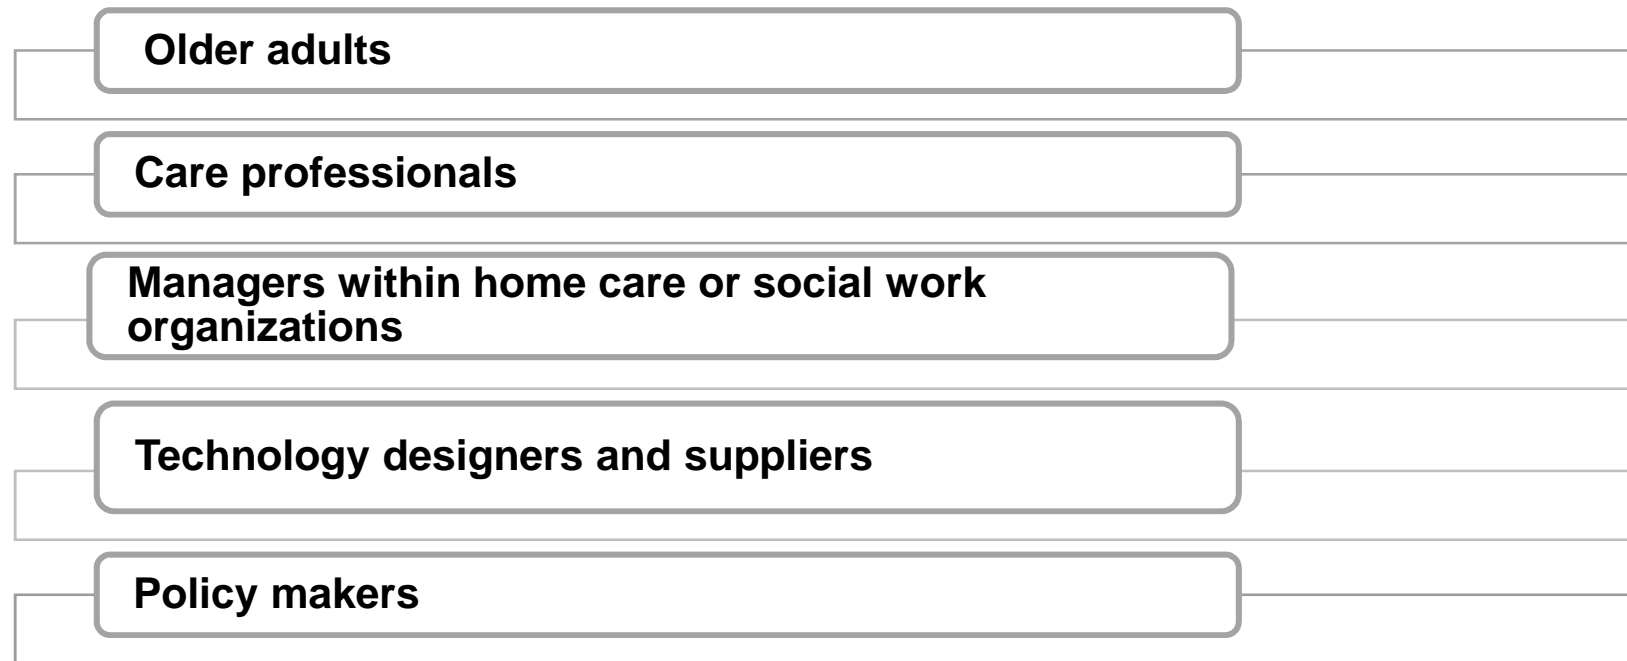 Older adults
Care professionals
Managers within home care or social work
organizations
Technology designers and suppliers
Policy makers